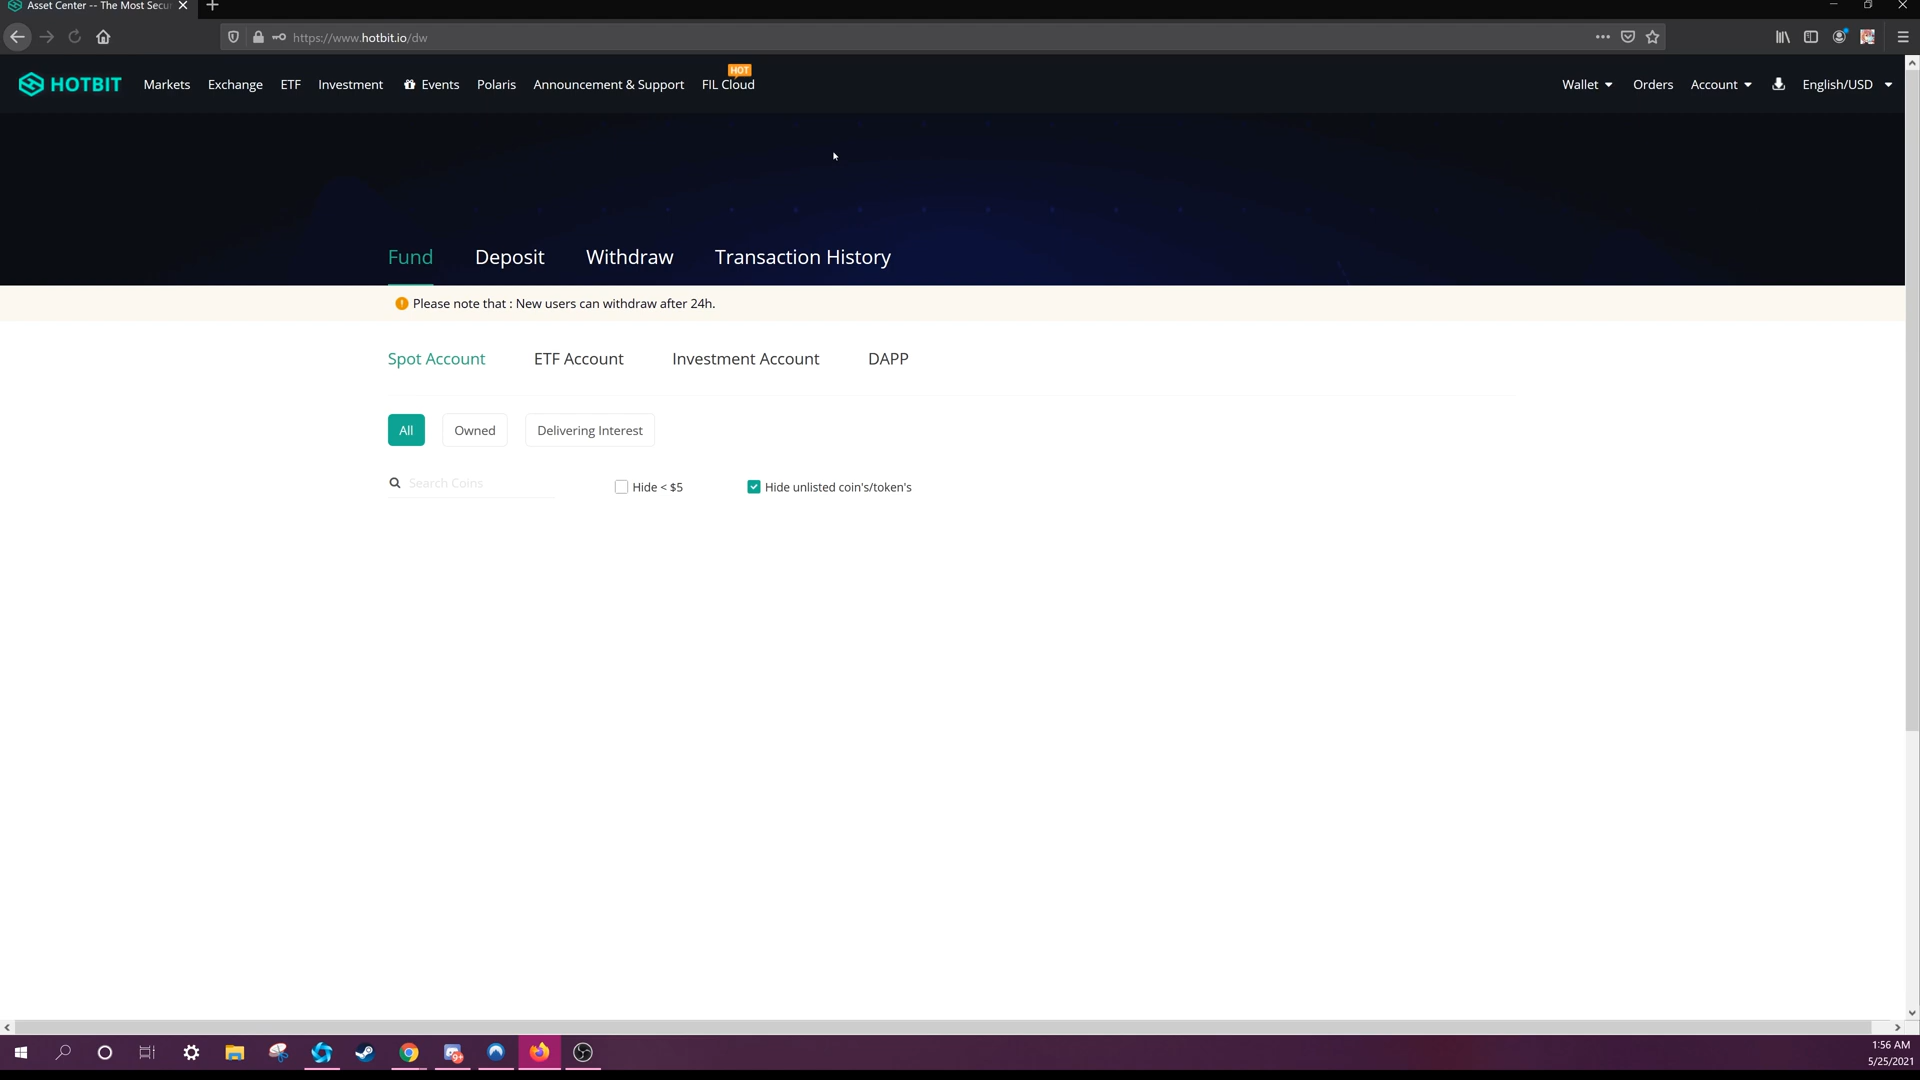 Asset Center -- The Most Secu
https://www.hotbit.io/dw
HOTBIT Markets Exchange ETF Investment Events Polaris Announcement & Support FIL Cloud HOT Wallet Orders Account English/USD
Fund Deposit Withdraw Transaction History
Please note that : New users can withdraw after 24h.
Spot Account ETF Account Investment Account DAPP
All Owned Delivering Interest
Search Coins Hide < $5 Hide unlisted coin's/token's
9+
1:56 AM
5/25/2021